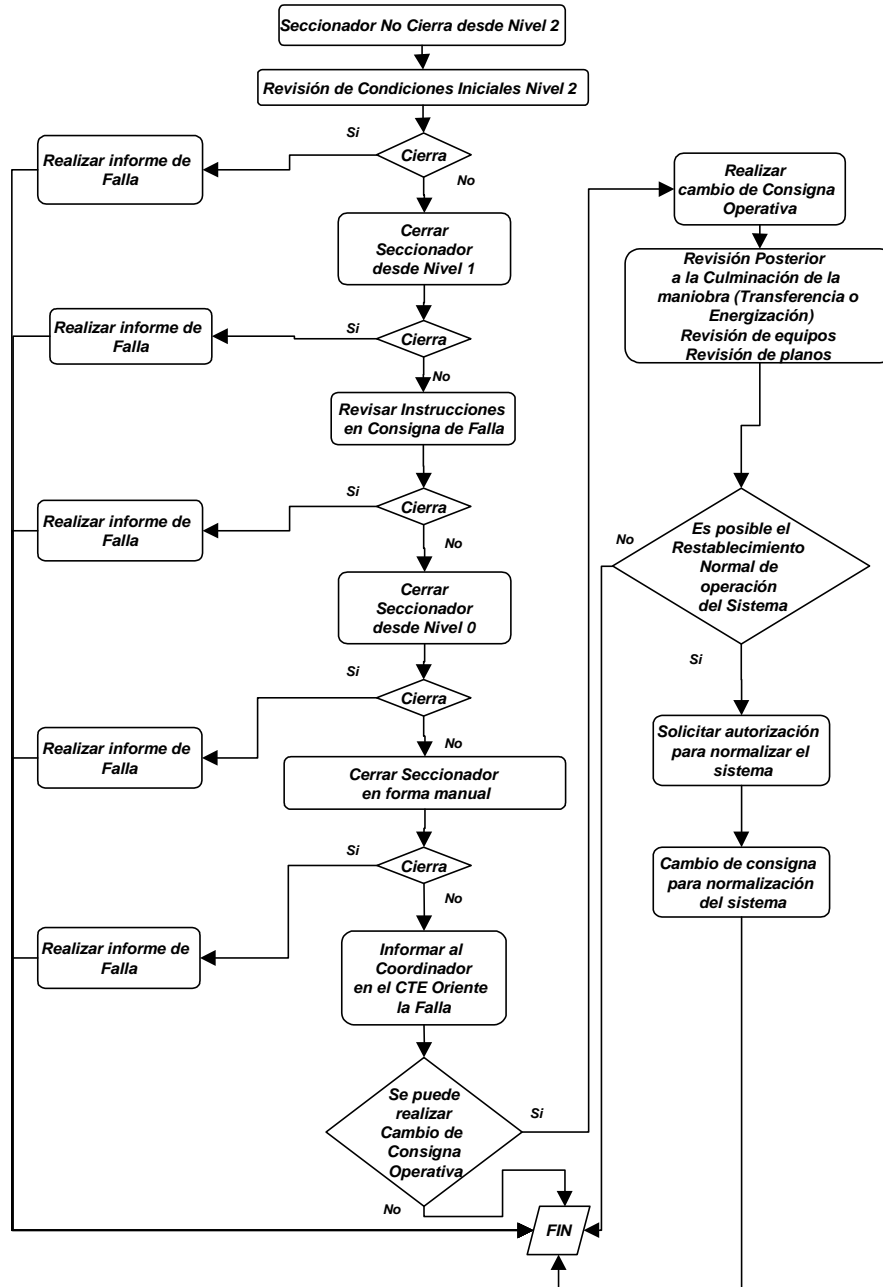 Seccionador No Cierra desde Nivel 2
Revisión de Condiciones Iniciales Nivel 2
Si
Cierra
No
Realizar informe de
Falla
Cerrar
Seccionador
desde Nivel 1
Si
Cierra
No
Realizar informe de
Falla
Revisar Instrucciones
en Consigna de Falla
Si
Cierra
No
Realizar informe de
Falla
Cerrar
Seccionador
desde Nivel 0
Si
Cierra
No
Realizar informe de
Falla
Cerrar Seccionador
en forma manual
Si
Cierra
No
Realizar informe de
Falla
Informar al
Coordinador
en el CTE Oriente
la Falla
Se puede
realizar
Cambio de
Consigna
Operativa
Si
No
Realizar
cambio de Consigna
Operativa
Revisión Posterior
a la Culminación de la
maniobra (Transferencia o
Energización)
Revisión de equipos
Revisión de planos
Es posible el
Restablecimiento
Normal de
operación
del Sistema
No
Si
Solicitar autorización
para normalizar el
sistema
Cambio de consigna
para normalización
del sistema
FIN